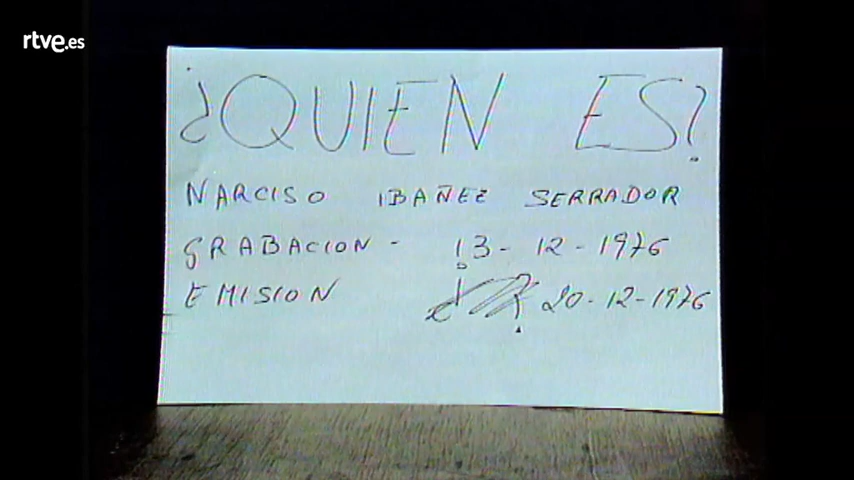 rtve.es
¿QUIEN ES?
NARCISO IBAÑEZ SERRADOR
GRABACION - 13-12-1976
EMISION 20-12-1976